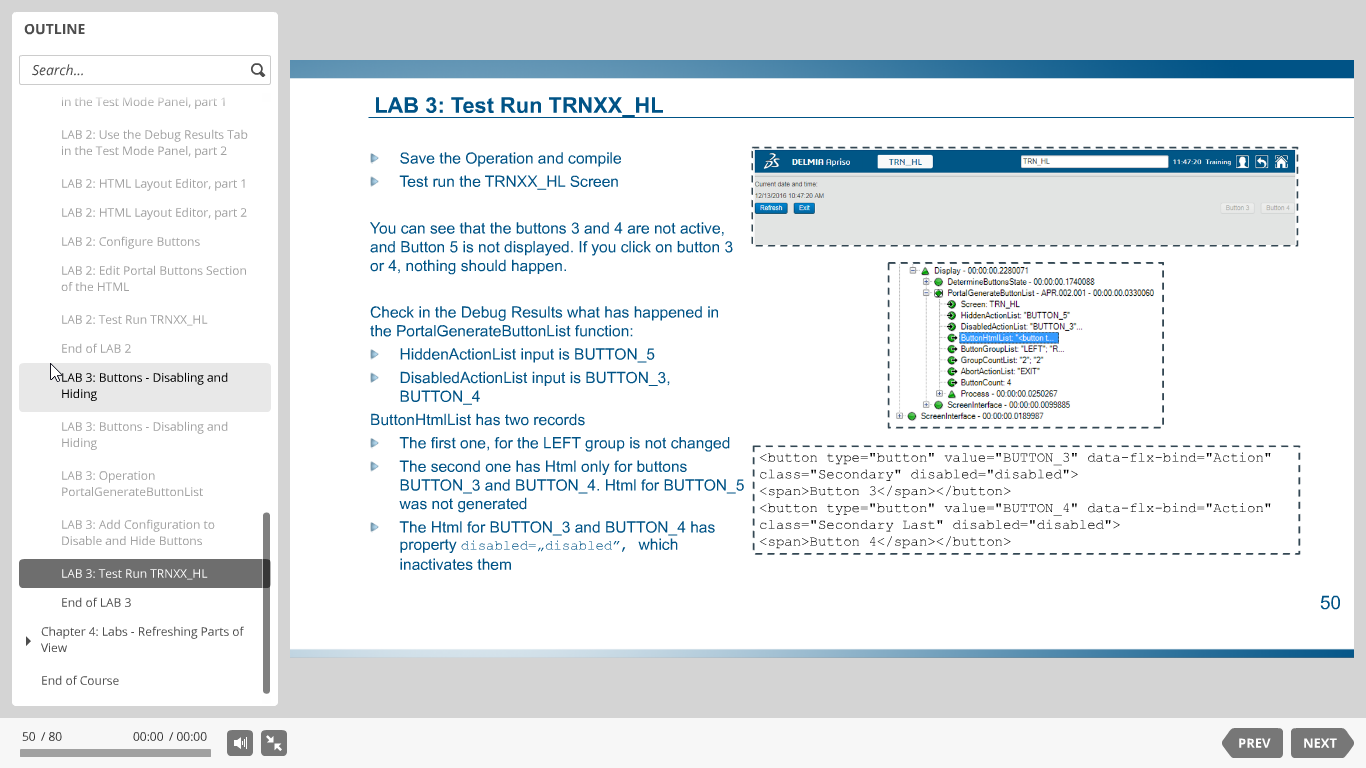 OUTLINE
Search...
in the Test Mode Panel, part 1
LAB 2: Use the Debug Results Tab
in the Test Mode Panel, part 2
LAB 2: HTML Layout Editor, part 1
LAB 2: HTML Layout Editor, part 2
LAB 2: Configure Buttons
LAB 2: Edit Portal Buttons Section
of the HTML
LAB 2: Test Run TRNXX_HL
End of LAB 2
LAB 3: Buttons - Disabling and
Hiding
LAB 3: Buttons - Disabling and
Hiding
LAB 3: Operation
PortalGenerateButtonList
LAB 3: Add Configuration to
Disable and Hide Buttons
LAB 3: Test Run TRNXX_HL
End of LAB 3
Chapter 4: Labs - Refreshing Parts of
View
End of Course
50 / 80
00:00 / 00:00
LAB 3: Test Run TRNXX_HL
Save the Operation and compile
Test run the TRNXX_HL Screen
You can see that the buttons 3 and 4 are not active,
and Button 5 is not displayed. If you click on button 3
or 4, nothing should happen.
Check in the Debug Results what has happened in
the PortalGenerateButtonList function:
HiddenActionList input is BUTTON_5
DisabledActionList input is BUTTON_3,
BUTTON_4
ButtonHtmlList has two records
The first one, for the LEFT group is not changed
The second one has Html only for buttons
BUTTON_3 and BUTTON_4. Html for BUTTON_5
was not generated
The Html for BUTTON_3 and BUTTON_4 has
property disabled=„disabled”, which
inactivates them
DELMIA Apriso TRN_HL TRN_HL 11:47:20 Training
Current date and time:
12/13/2016 10:47:20 AM
Refresh Exit Button 3 Button 4
Display - 00:00:00.2280071
DetermineButtonsState - 00:00:00.1740088
PortalGenerateButtonList - APR.002.001 - 00:00:00.0330060
Screen: TRN_HL
HiddenActionList: "BUTTON_5"
DisabledActionList: "BUTTON_3"...
ButtonHtmlList: "<button t...
ButtonGroupList: "LEFT"; "R...
GroupCountList: "2"; "2"
AbortActionList: "EXIT"
ButtonCount: 4
Process - 00:00:00.0250267
ScreenInterface - 00:00:00.0099885
ScreenInterface - 00:00:00.0189987
<button type="button" value="BUTTON_3" data-flx-bind="Action"
class="Secondary" disabled="disabled">
<span>Button 3</span></button>
<button type="button" value="BUTTON_4" data-flx-bind="Action"
class="Secondary Last" disabled="disabled">
<span>Button 4</span></button>
50
PREV
NEXT